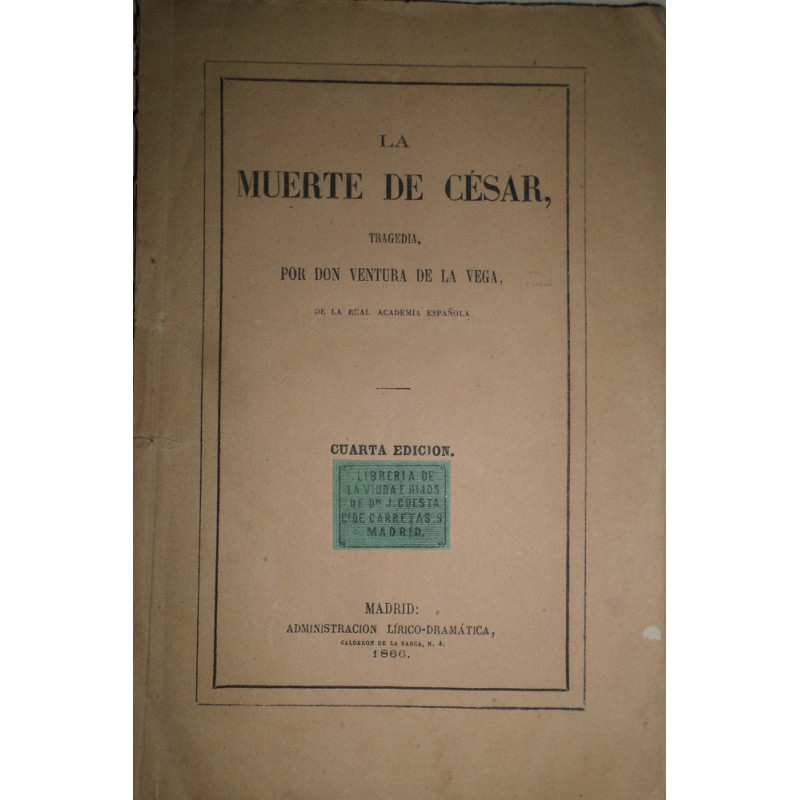 LA
MUERTE DE CÉSAR,
TRAGEDIA,
POR DON VENTURA DE LA VEGA,
DE LA REAL ACADEMIA ESPAÑOLA.
CUARTA EDICION.
LIBRERIA DE
LA VIUDA E HIJOS
DE Dn J. CUESTA
Ce DE CARRETAS 9
MADRID.
MADRID:
ADMINISTRACION LÍRICO-DRAMÁTICA,
CALDERON DE LA BARCA, N. 4.
1866.